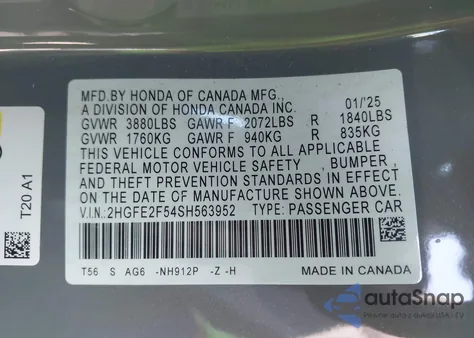 MFD.BY HONDA OF CANADA MFG.,
A DIVISION OF HONDA CANADA INC. 01/'25
GVWR 3880LBS GAWR F 2072LBS R 1840LBS
GVWR 1760KG GAWR F 940KG R 835KG
THIS VEHICLE CONFORMS TO ALL APPLICABLE
FEDERAL MOTOR VEHICLE SAFETY , BUMPER ,
AND THEFT PREVENTION STANDARDS IN EFFECT
ON THE DATE OF MANUFACTURE SHOWN ABOVE.
V.I.N.:2HGFE2F54SH563952 TYPE: PASSENGER CAR
T56 S AG6 -NH912P -Z -H MADE IN CANADA
T20 A1
autoSnap